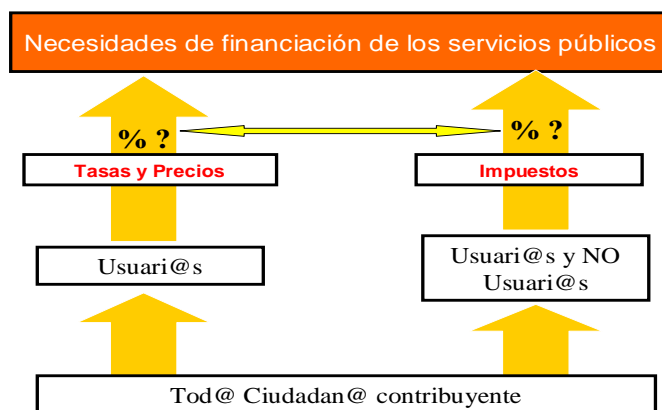 Necesidades de financiación de los servicios públicos
% ?
% ?
Tasas y Precios
Impuestos
Usuari@s
Usuari@s y NO
Usuari@s
Tod@ Ciudadan@ contribuyente